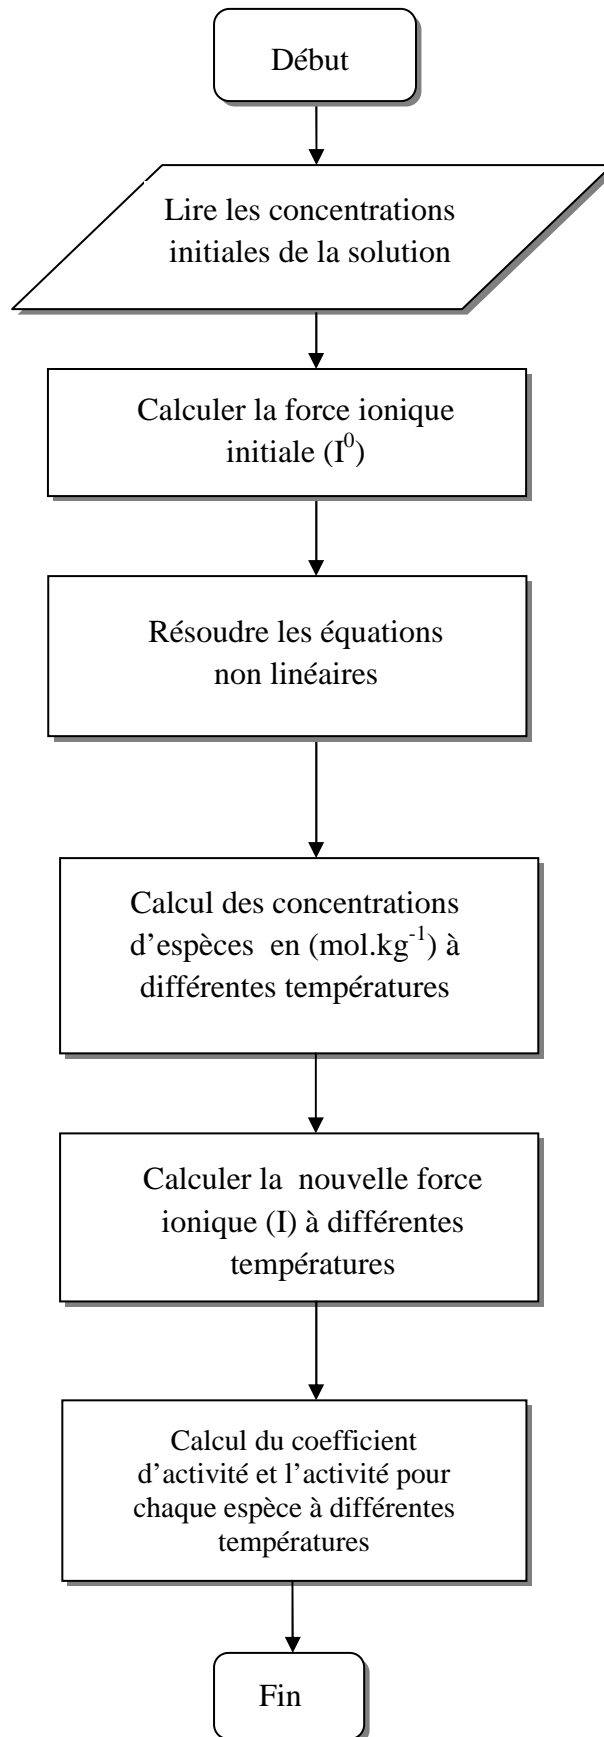 Début
Lire les concentrations
initiales de la solution
Calculer la force ionique
initiale (I⁰)
Résoudre les équations
non linéaires
Calcul des concentrations
d’espèces en (mol.kg⁻¹) à
différentes températures
Calculer la nouvelle force
ionique (I) à différentes
températures
Calcul du coefficient
d’activité et l’activité pour
chaque espèce à différentes
températures
Fin